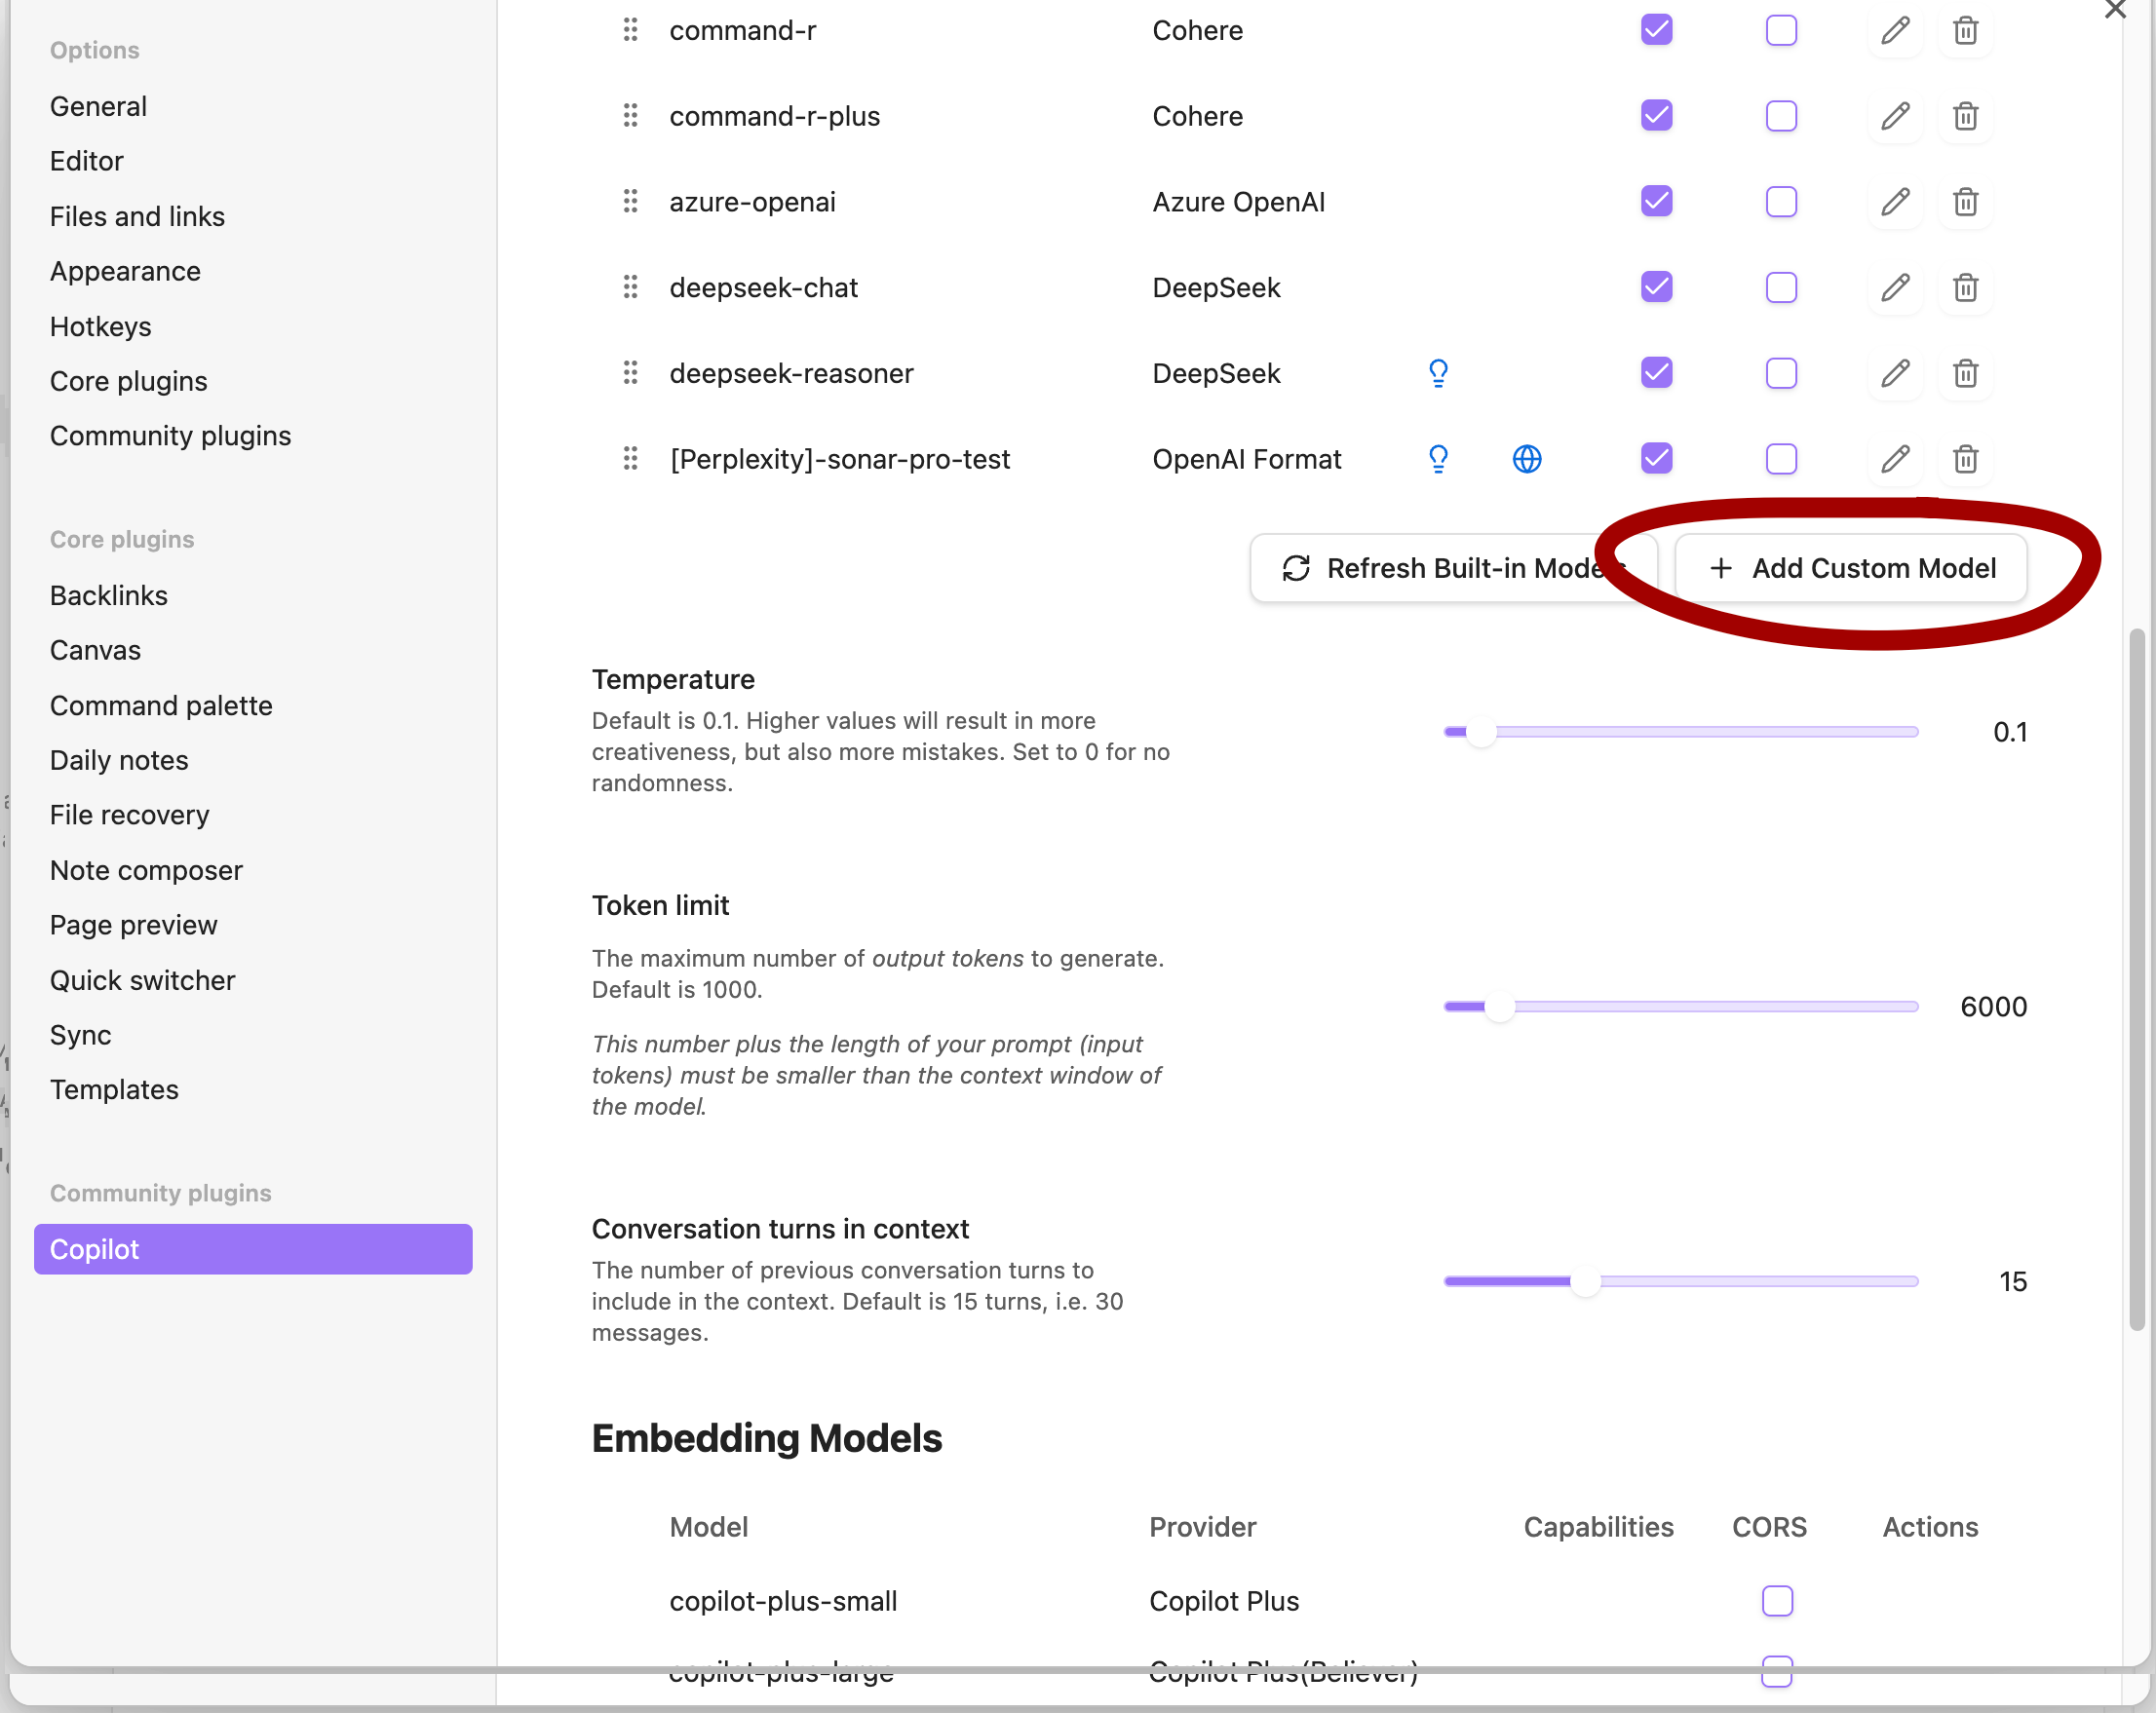 Options
General
Editor
Files and links
Appearance
Hotkeys
Core plugins
Community plugins
Core plugins
Backlinks
Canvas
Command palette
Daily notes
File recovery
Note composer
Page preview
Quick switcher
Sync
Templates
Community plugins
Copilot
command-r Cohere
command-r-plus Cohere
azure-openai Azure OpenAI
deepseek-chat DeepSeek
deepseek-reasoner DeepSeek
[Perplexity]-sonar-pro-test OpenAI Format
Refresh Built-in Models + Add Custom Model
Temperature
Default is 0.1. Higher values will result in more
creativeness, but also more mistakes. Set to 0 for no
randomness.
0.1
Token limit
The maximum number of output tokens to generate.
Default is 1000.
This number plus the length of your prompt (input
tokens) must be smaller than the context window of
the model.
6000
Conversation turns in context
The number of previous conversation turns to
include in the context. Default is 15 turns, i.e. 30
messages.
15
Embedding Models
Model Provider Capabilities CORS Actions
copilot-plus-small Copilot Plus
copilot-plus-large Copilot Plus(Believer)